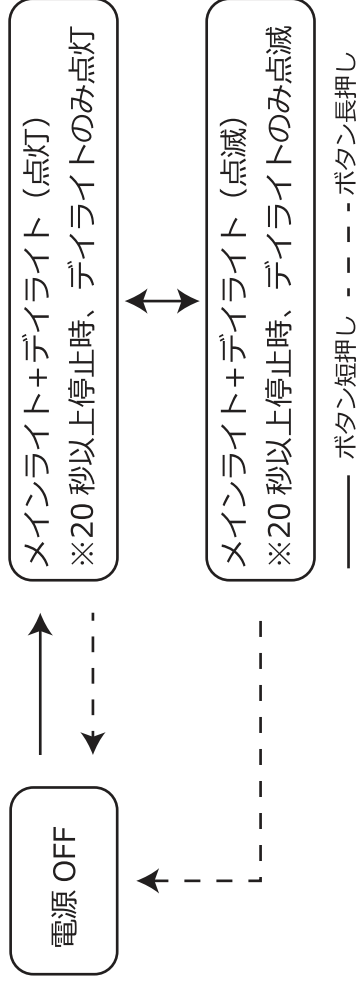 電源 OFF
メインライト+デイライト（点灯）
※20 秒以上停止時、デイライトのみ点灯
メインライト+デイライト（点滅）
※20 秒以上停止時、デイライトのみ点滅
ボタン短押し
ボタン長押し